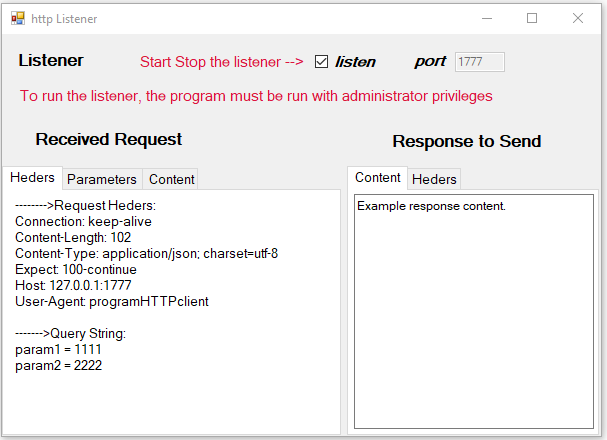 http Listener
Listener
Start Stop the listener -->
listen
port
1777
To run the listener, the program must be run with administrator privileges
Received Request
Heders
Parameters
Content
-------->Request Heders:
Connection: keep-alive
Content-Length: 102
Content-Type: application/json; charset=utf-8
Expect: 100-continue
Host: 127.0.0.1:1777
User-Agent: programHTTPclient
------->Query String:
param1 = 1111
param2 = 2222
Response to Send
Content
Heders
Example response content.